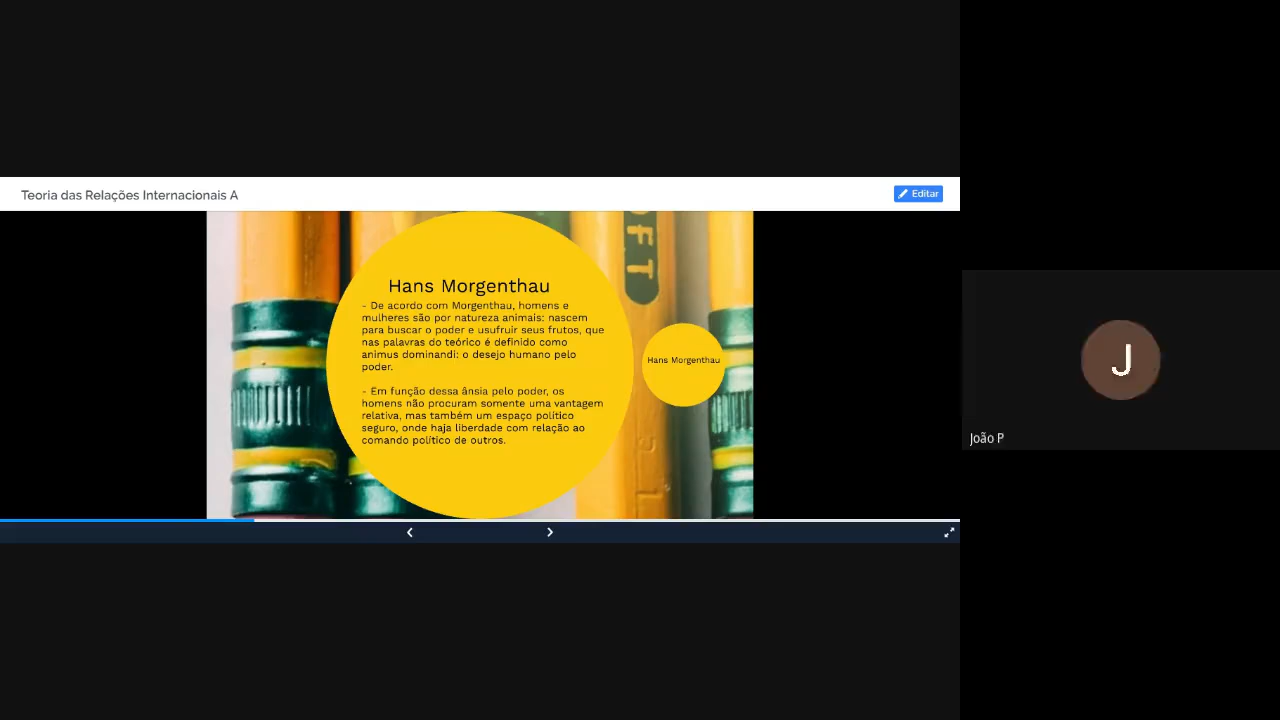 Teoria das Relações Internacionais A
Editar
OFT
Hans Morgenthau
- De acordo com Morgenthau, homens e
mulheres são por natureza animais: nascem
para buscar o poder e usufruir seus frutos, que
nas palavras do teórico é definido como
animus dominandi: o desejo humano pelo
poder.
- Em função dessa ânsia pelo poder, os
homens não procuram somente uma vantagem
relativa, mas também um espaço político
seguro, onde haja liberdade com relação ao
comando político de outros.
Hans Morgenthau
J
João P